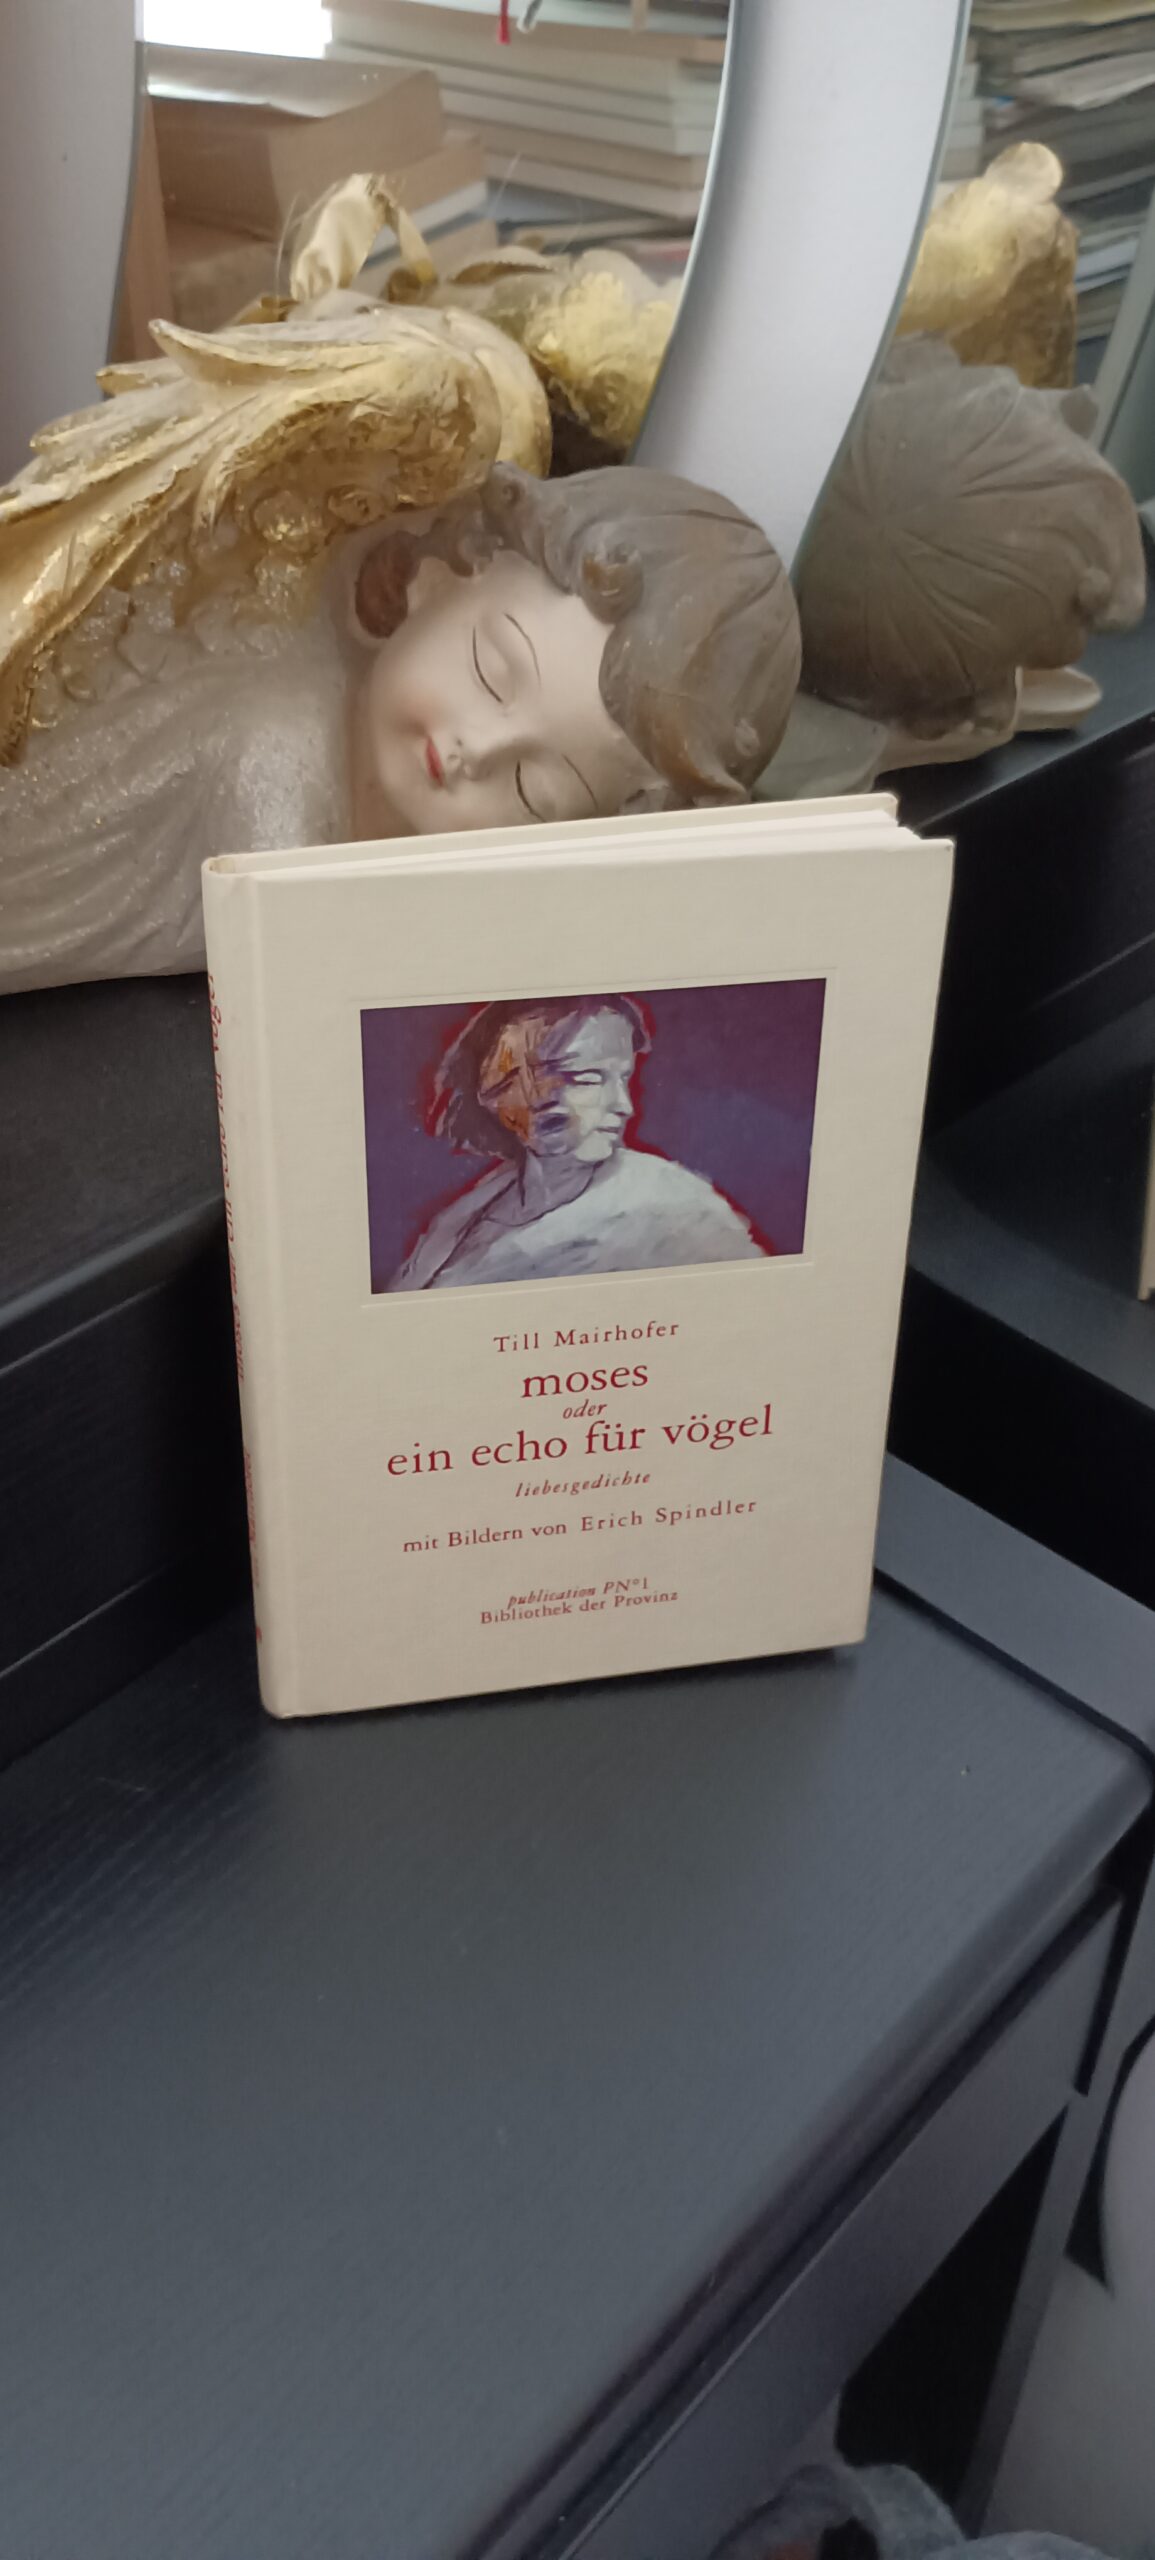 Till Mairhofer
moses
oder
ein echo für vögel
liebesgedichte
mit Bildern von Erich Spindler
publication PN°1
Bibliothek der Provinz